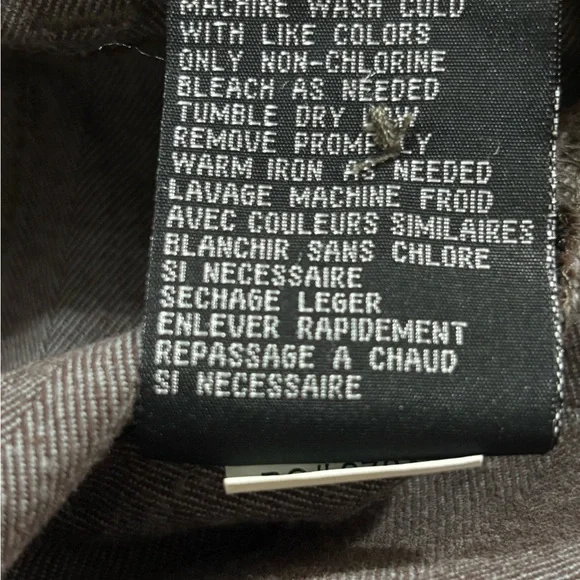 MACHINE WASH COLD
WITH LIKE COLORS
ONLY NON-CHLORINE
BLEACH AS NEEDED
TUMBLE DRY LOW
REMOVE PROMPTLY
WARM IRON AS NEEDED
LAVAGE MACHINE FROID
AVEC COULEURS SIMILAIRES
BLANCHIR SANS CHLORE
SI NECESSAIRE
SECHAGE LEGER
ENLEVER RAPIDEMENT
REPASSAGE A CHAUD
SI NECESSAIRE